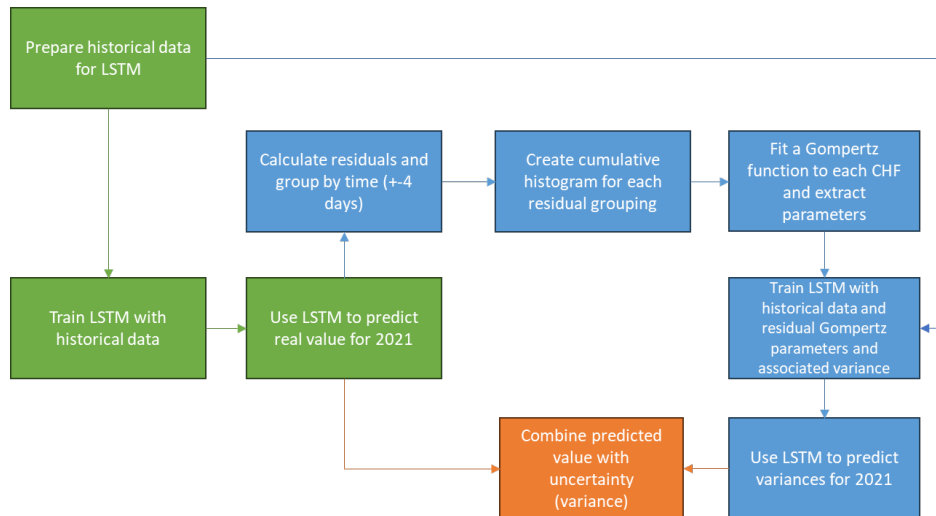 Prepare historical data
for LSTM
Calculate residuals and
group by time (+-4
days)
Create cumulative
histogram for each
residual grouping
Fit a Gompertz
function to each CHF
and extract
parameters
Train LSTM with
historical data
Use LSTM to predict
real value for 2021
Train LSTM with
historical data and
residual Gompertz
parameters and
associated variance
Combine predicted
value with
uncertainty
(variance)
Use LSTM to predict
variances for 2021